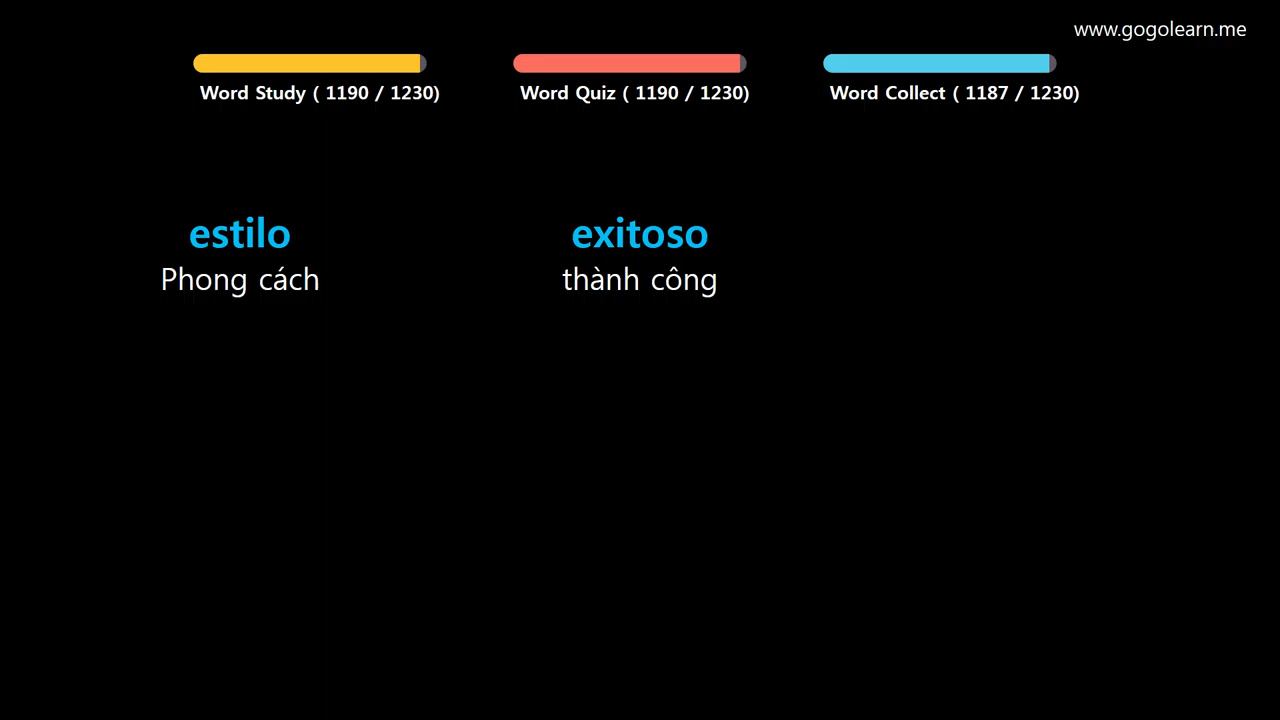 www.gogolearn.me
Word Study ( 1190 / 1230)
Word Quiz ( 1190 / 1230)
Word Collect ( 1187 / 1230)
estilo
Phong cách
exitoso
thành công